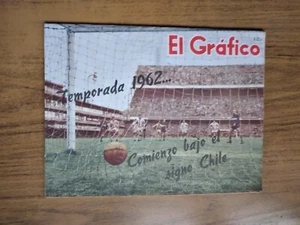 El Gráfico
Temporada 1962...
Comienzo bajo el
signo Chile